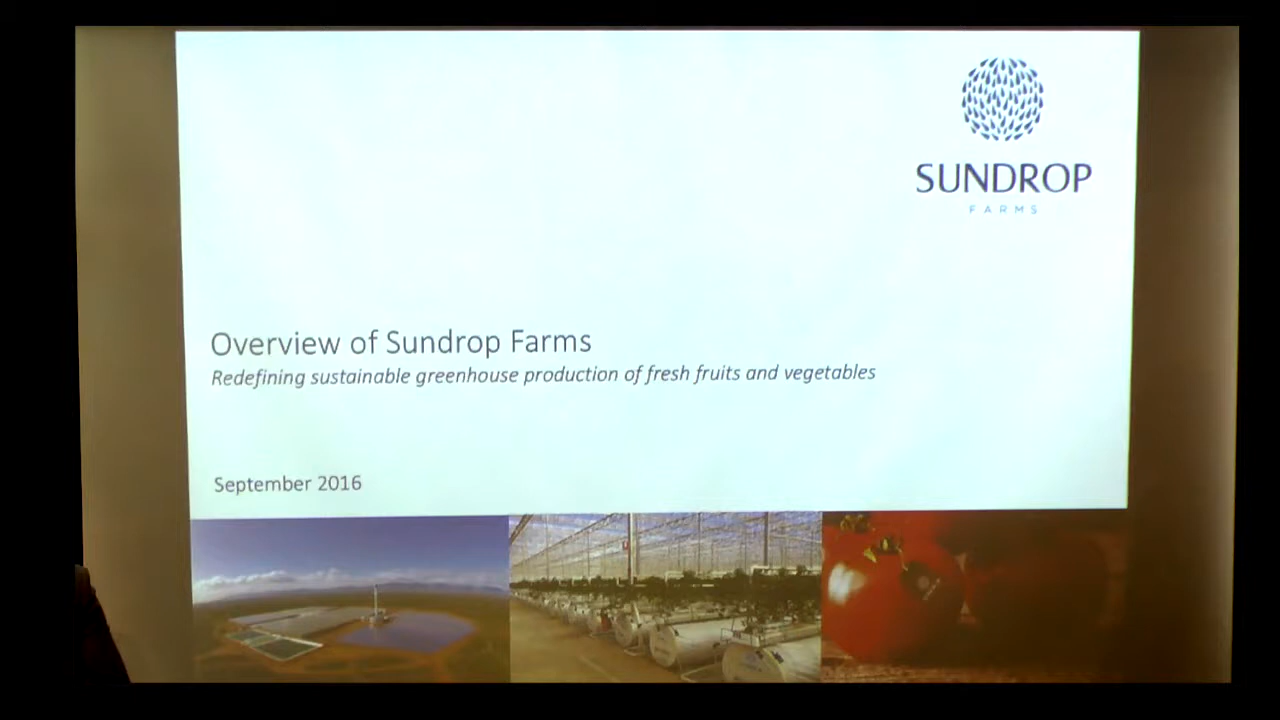 SUNDROP
FARMS
Overview of Sundrop Farms
Redefining sustainable greenhouse production of fresh fruits and vegetables
September 2016